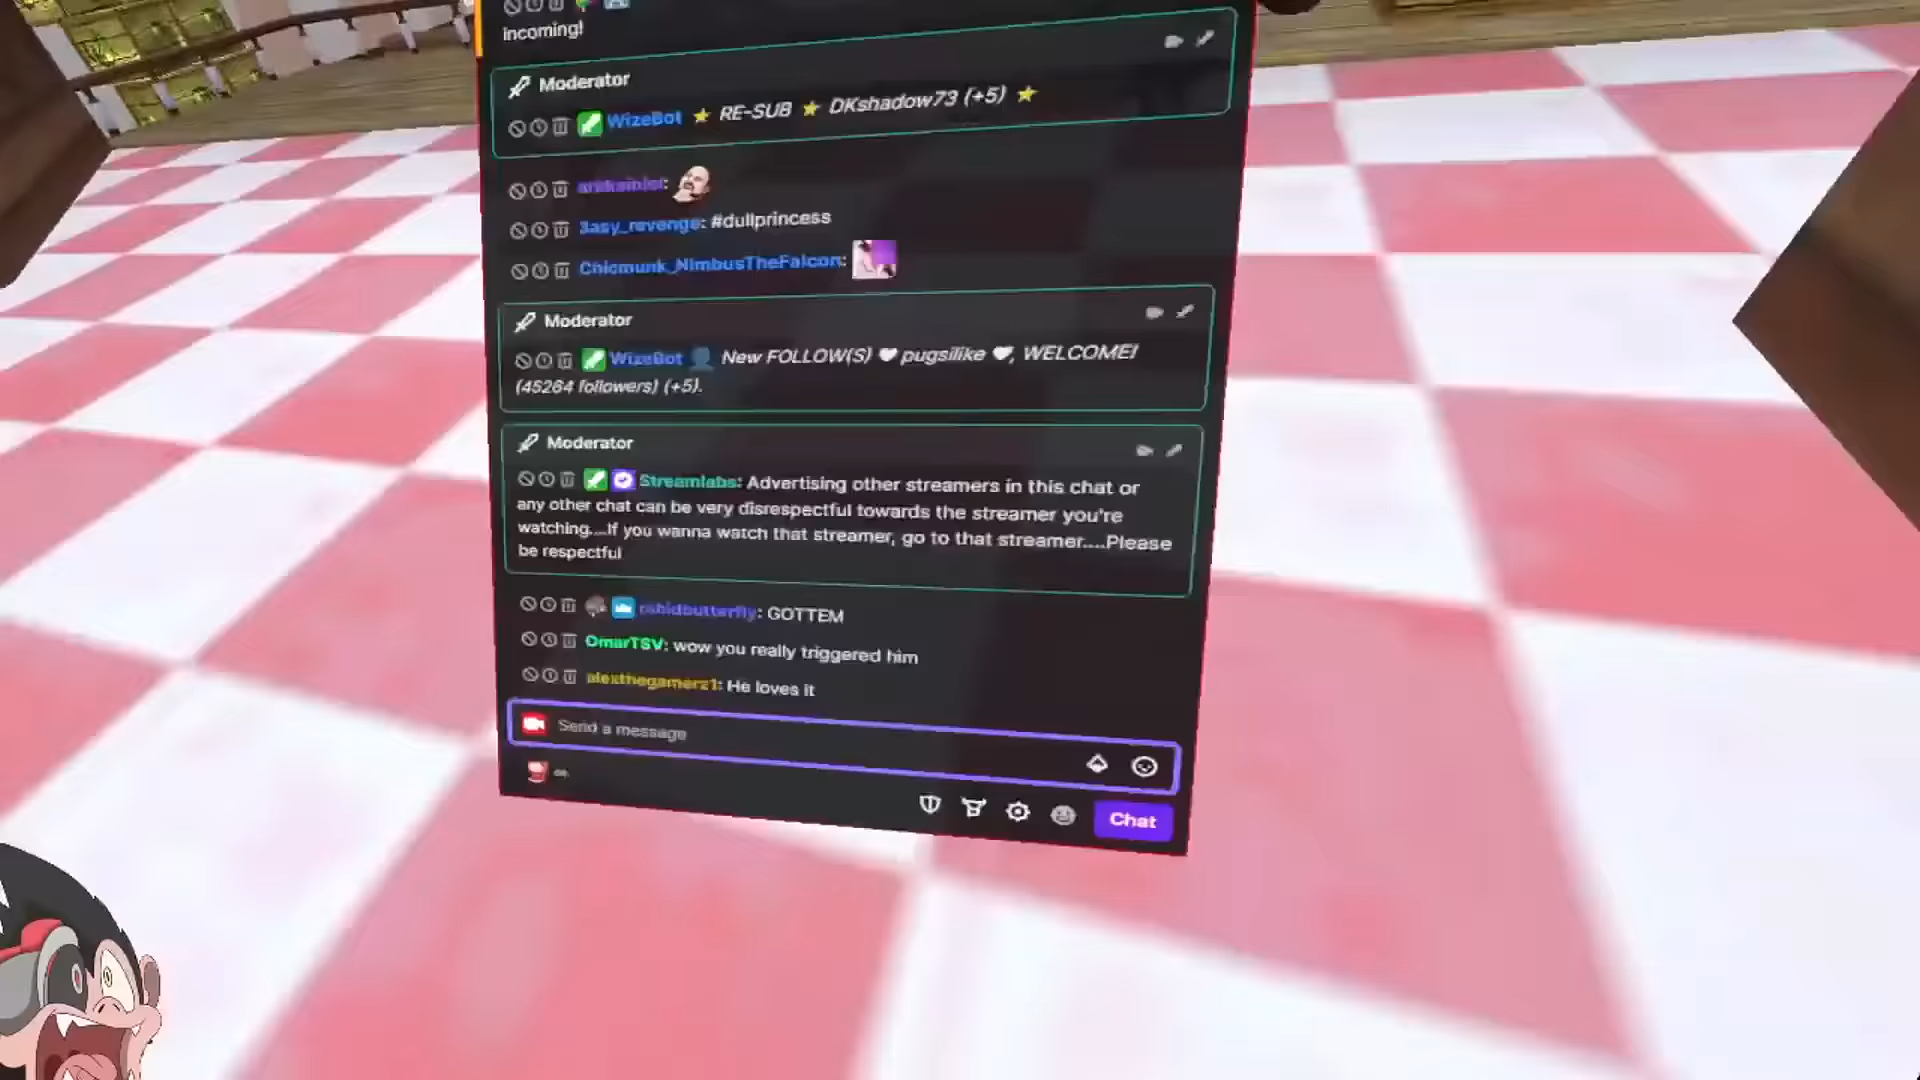 incoming!
Moderator
WizeBot RE-SUB DKshadow73 (+5)
3asy_revenge: #dullprincess
Chicmunk_NimbusTheFalcon:
Moderator
WizeBot New FOLLOW(S) pugsilike, WELCOME!
(45264 followers) (+5).
Moderator
Streamlabs: Advertising other streamers in this chat or
any other chat can be very disrespectful towards the streamer you're
watching....If you wanna watch that streamer, go to that streamer....Please
be respectful
GOTTEM
OmarTSV: wow you really triggered him
alexthegamerz1: He loves it
Send a message
Chat